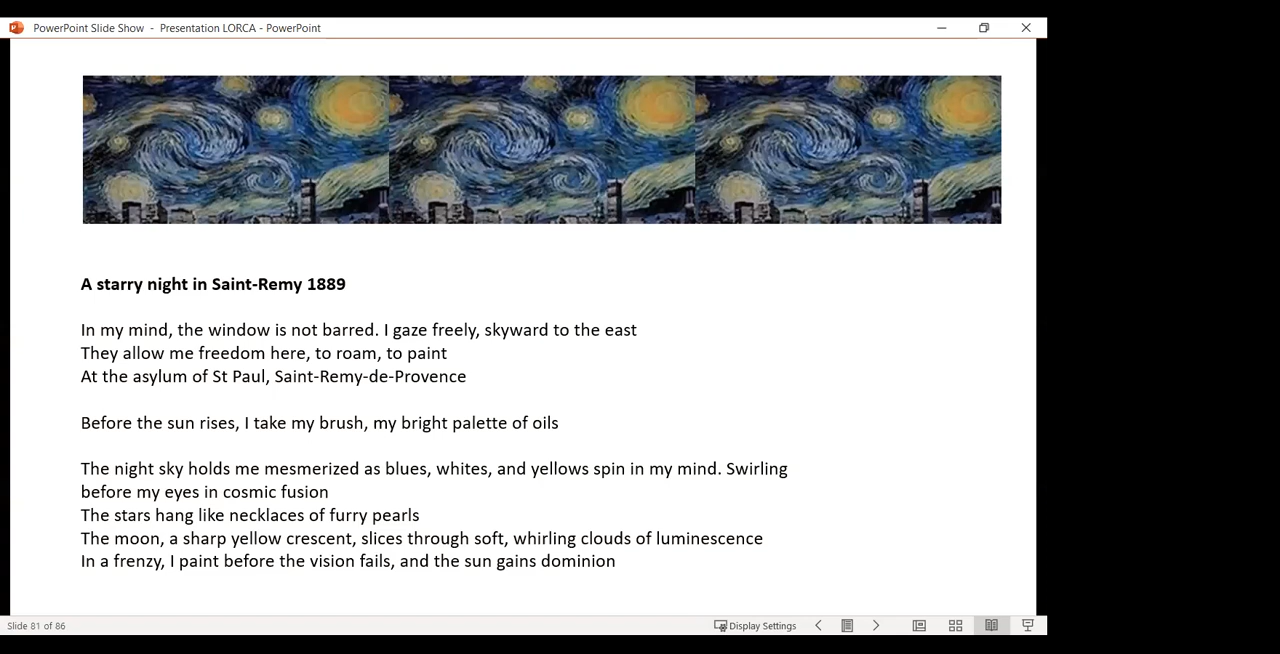 PowerPoint Slide Show - Presentation LORCA - PowerPoint
A starry night in Saint-Remy 1889
In my mind, the window is not barred. I gaze freely, skyward to the east
They allow me freedom here, to roam, to paint
At the asylum of St Paul, Saint-Remy-de-Provence
Before the sun rises, I take my brush, my bright palette of oils
The night sky holds me mesmerized as blues, whites, and yellows spin in my mind. Swirling
before my eyes in cosmic fusion
The stars hang like necklaces of furry pearls
The moon, a sharp yellow crescent, slices through soft, whirling clouds of luminescence
In a frenzy, I paint before the vision fails, and the sun gains dominion
Slide 81 of 86
Display Settings